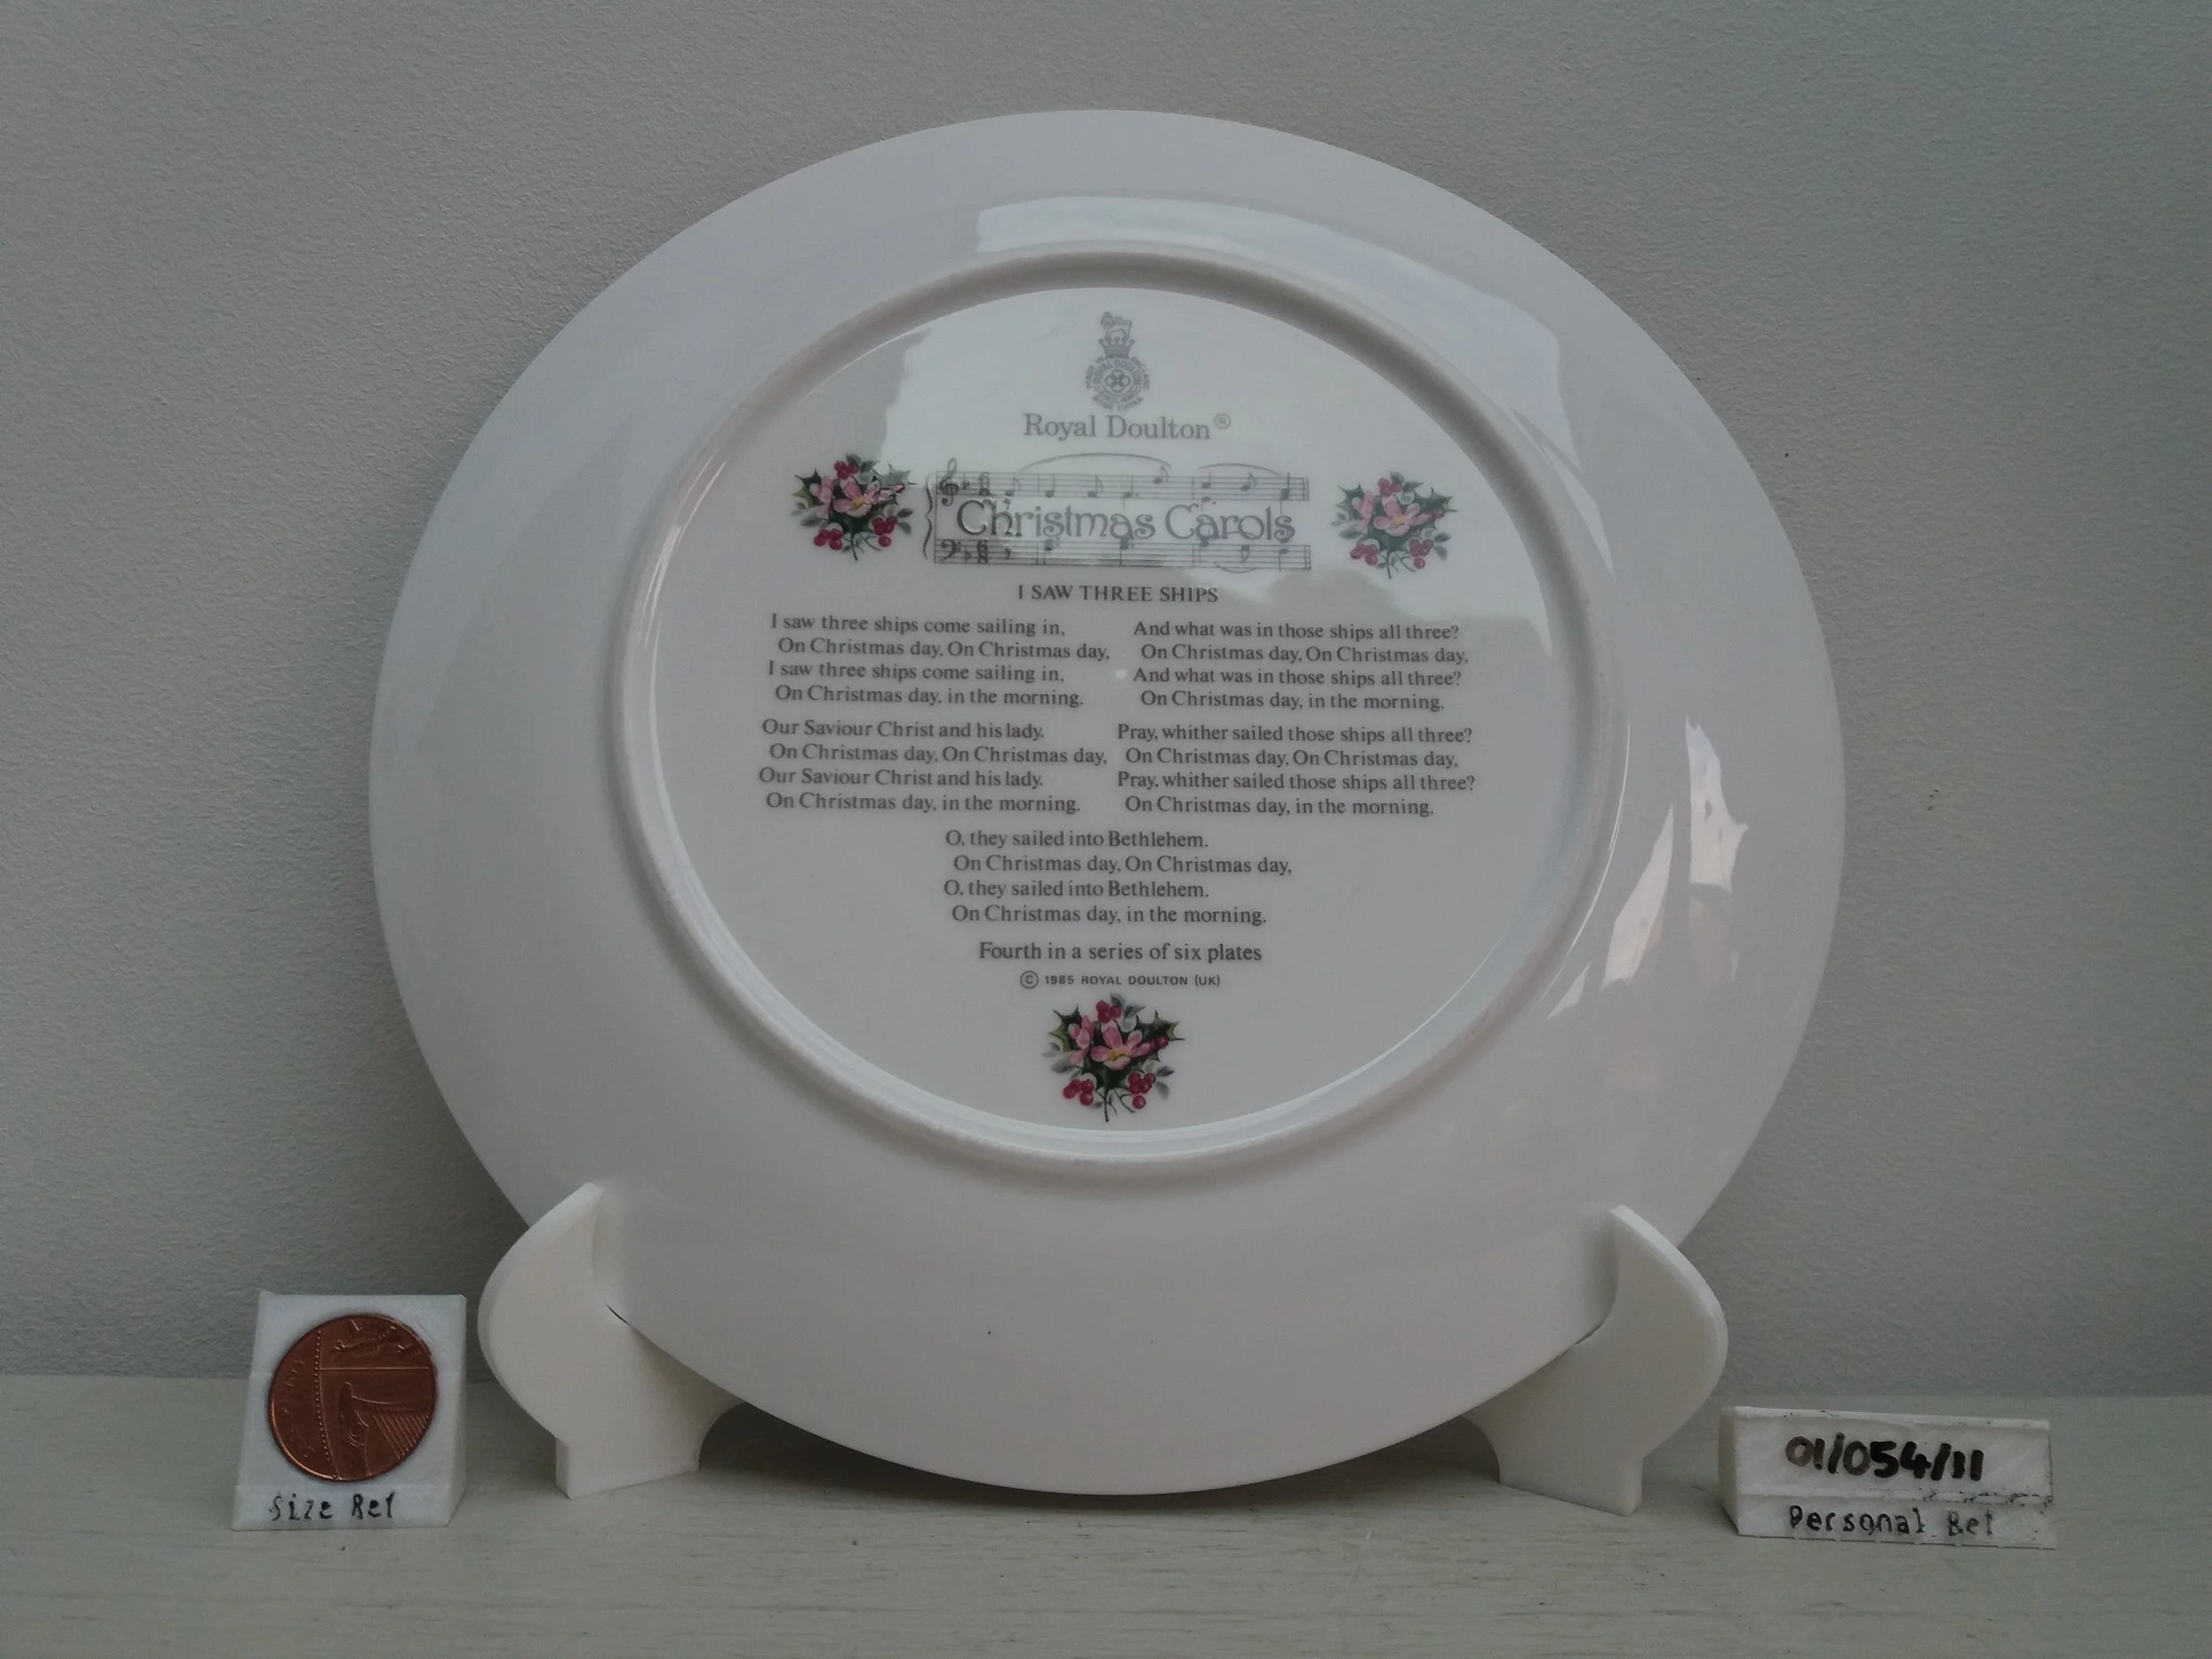 Royal Doulton®
Christmas Carols
I SAW THREE SHIPS
I saw three ships come sailing in,
On Christmas day, On Christmas day,
I saw three ships come sailing in,
On Christmas day, in the morning.
Our Saviour Christ and his lady.
On Christmas day, On Christmas day,
Our Saviour Christ and his lady.
On Christmas day, in the morning.
And what was in those ships all three?
On Christmas day, On Christmas day,
And what was in those ships all three?
On Christmas day, in the morning.
Pray, whither sailed those ships all three?
On Christmas day, On Christmas day,
Pray, whither sailed those ships all three?
On Christmas day, in the morning.
O, they sailed into Bethlehem.
On Christmas day, On Christmas day,
O, they sailed into Bethlehem.
On Christmas day, in the morning.
Fourth in a series of six plates
© 1985 ROYAL DOULTON (UK)
Size Ref
01/054/11
Personal Ref